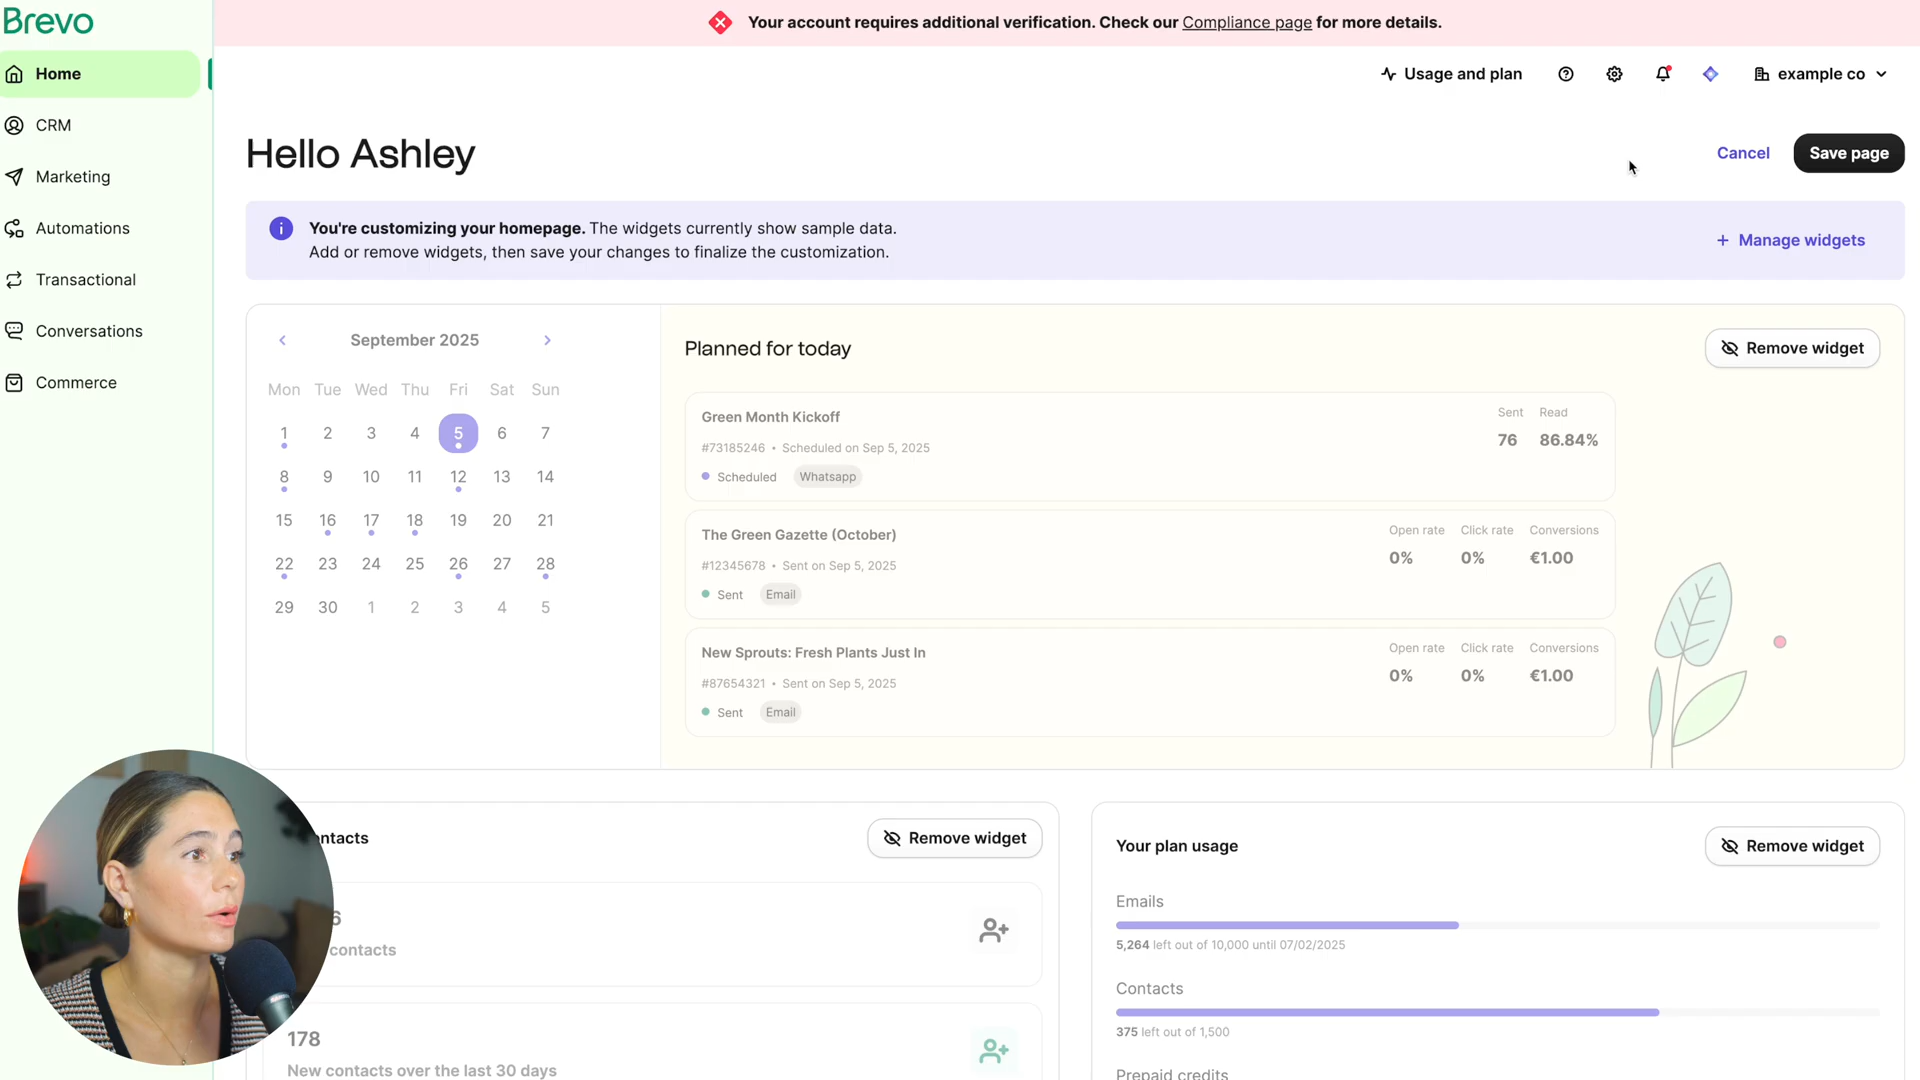 Brevo
Your account requires additional verification. Check our Compliance page for more details.
Home
CRM
Marketing
Automations
Transactional
Conversations
Commerce
Usage and plan
example co
Hello Ashley
Cancel
Save page
You're customizing your homepage. The widgets currently show sample data.
Add or remove widgets, then save your changes to finalize the customization.
+ Manage widgets
September 2025
Mon Tue Wed Thu Fri Sat Sun
1 2 3 4 5 6 7
8 9 10 11 12 13 14
15 16 17 18 19 20 21
22 23 24 25 26 27 28
29 30 1 2 3 4 5
Planned for today
Remove widget
Green Month Kickoff
#73185246 • Scheduled on Sep 5, 2025
Scheduled Whatsapp
Sent Read
76 86.84%
The Green Gazette (October)
#12345678 • Sent on Sep 5, 2025
Sent Email
Open rate Click rate Conversions
0% 0% €1.00
New Sprouts: Fresh Plants Just In
#87654321 • Sent on Sep 5, 2025
Sent Email
Open rate Click rate Conversions
0% 0% €1.00
Remove widget
contacts
178
New contacts over the last 30 days
Your plan usage
Remove widget
Emails
5,264 left out of 10,000 until 07/02/2025
Contacts
375 left out of 1,500
Prepaid credits